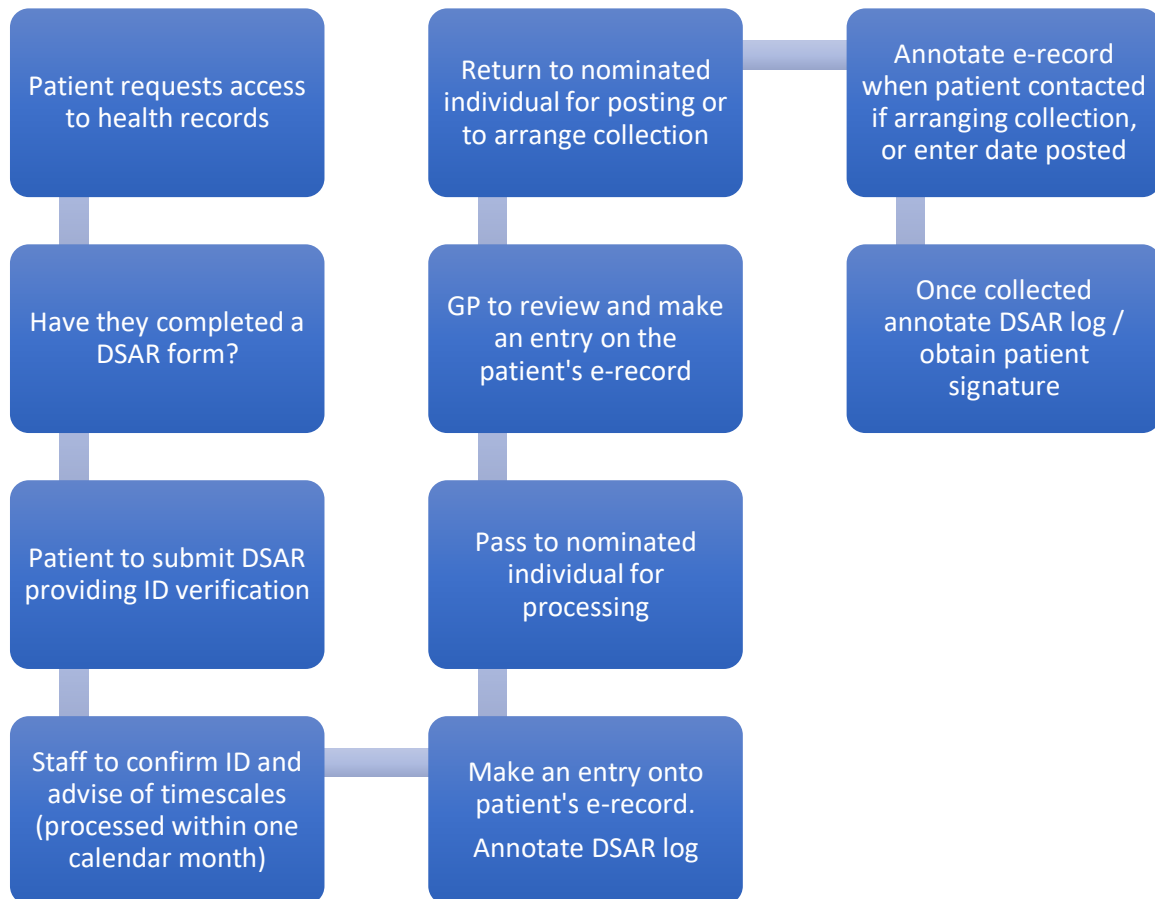 Patient requests access
to health records
Have they completed a
DSAR form?
Patient to submit DSAR
providing ID verification
Staff to confirm ID and
advise of timescales
(processed within one
calendar month)
Make an entry onto
patient's e-record.
Annotate DSAR log
Pass to nominated
individual for
processing
GP to review and make
an entry on the
patient's e-record
Return to nominated
individual for posting or
to arrange collection
Annotate e-record
when patient contacted
if arranging collection,
or enter date posted
Once collected
annotate DSAR log /
obtain patient
signature